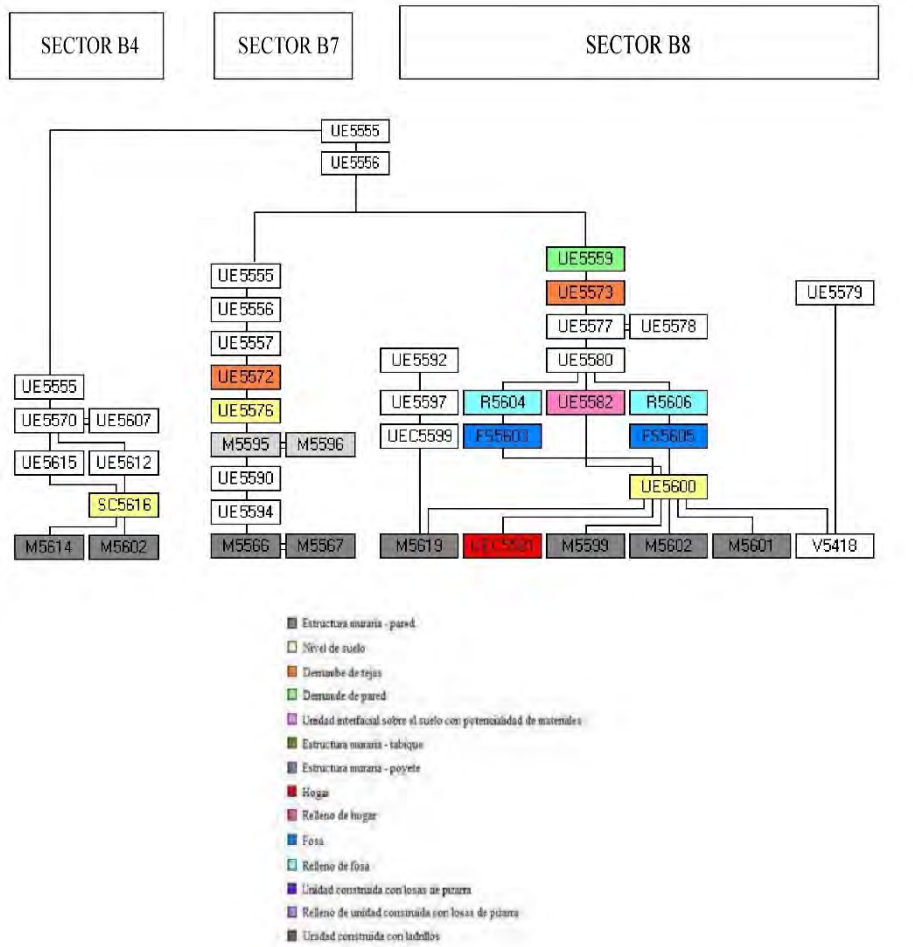 SECTOR B4
SECTOR B7
SECTOR B8
UE5555
UE5556
UE5559
UE5555
UE5573
UE5579
UE5556
UE5577
UE5578
UE5557
UE5592
UE5580
UE5555
UE5572
UE5597
R5604
UE5582
R5606
UE5570
UE5607
UE5576
UEC5599
FS5603
FS5605
M5595
M5596
UE5615
UE5612
UE5590
UE5600
SC5616
UE5594
M5614
M5602
M5566
M5567
M5619
M5599
M5602
M5601
V5418
Estructura muraria - pared
Nivel de suelo
Derrumbe de tejas
Derrumbe de pared
Unidad interfacial sobre el suelo con potencialidad de materiales
Estructura muraria - tabique
Estructura muraria - poyete
Hogar
Relleno de hogar
Fosa
Relleno de fosa
Unidad construida con losas de pizarra
Relleno de unidad construida con losas de pizarra
Unidad construida con ladrillos